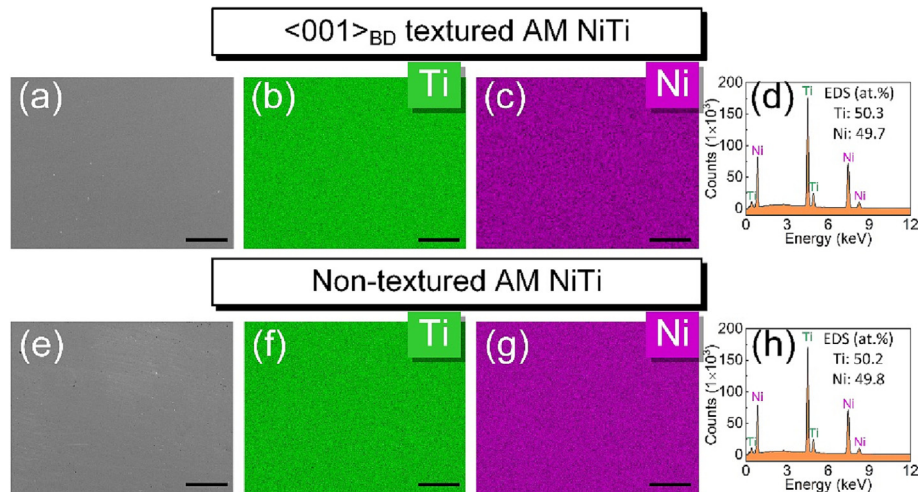 <001>BD textured AM NiTi
(a)
(b)
Ti
(c)
Ni
(d)
EDS (at.%)
Ti: 50.3
Ni: 49.7
Ti
Ni
Ti
Ti
Ni
Ni
Counts (1×10³)
200
150
100
50
0
0 3 6 9 12
Energy (keV)
Non-textured AM NiTi
(e)
(f)
Ti
(g)
Ni
(h)
EDS (at.%)
Ti: 50.2
Ni: 49.8
Ti
Ni
Ti
Ti
Ni
Ni
Counts (1×10³)
200
150
100
50
0
0 3 6 9 12
Energy (keV)